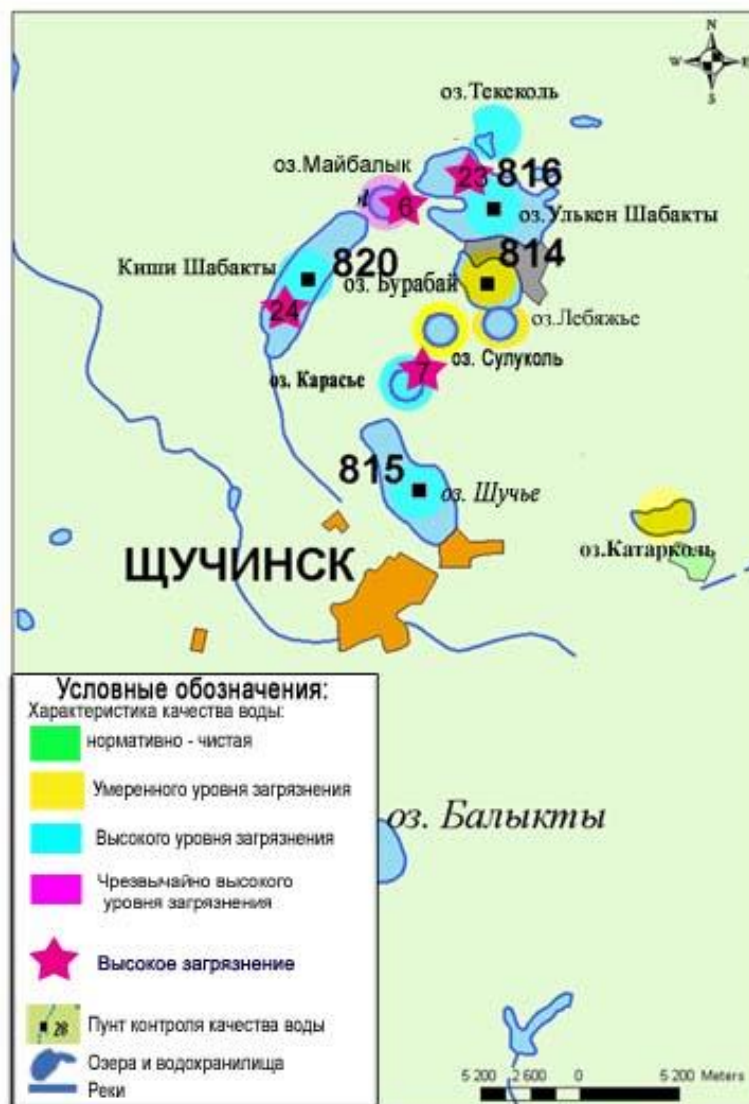 N
W E
S
оз.Текеколь
оз.Майбалык
23 816
6
оз.Улькен Шабакты
Киши Шабакты 820
оз. Бурабай 814
24
оз.Лебяжье
оз. Сулуколь
7
оз. Карасье
815
оз. Щучье
ЩУЧИНСК
оз.Катарколь
оз. Балыкты
Условные обозначения:
Характеристика качества воды:
нормативно - чистая
Умеренного уровня загрязнения
Высокого уровня загрязнения
Чрезвычайно высокого
уровня загрязнения
Высокое загрязнение
28 Пунт контроля качества воды
Озера и водохранилища
Реки
5 200 2 600 0 5 200 Meters